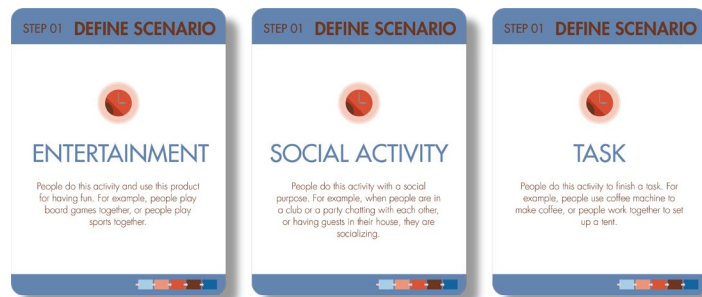 STEP 01 DEFINE SCENARIO
ENTERTAINMENT
People do this activity and use this product
for having fun. For example, people play
board games together, or people play
sports together.
STEP 01 DEFINE SCENARIO
SOCIAL ACTIVITY
People do this activity with a social
purpose. For example, when people are in
a club or a party chatting with each other,
or having guests in their house, they are
socializing.
STEP 01 DEFINE SCENARIO
TASK
People do this activity to finish a task. For
example, people use coffee machine to
make coffee, or people work together to set
up a tent.